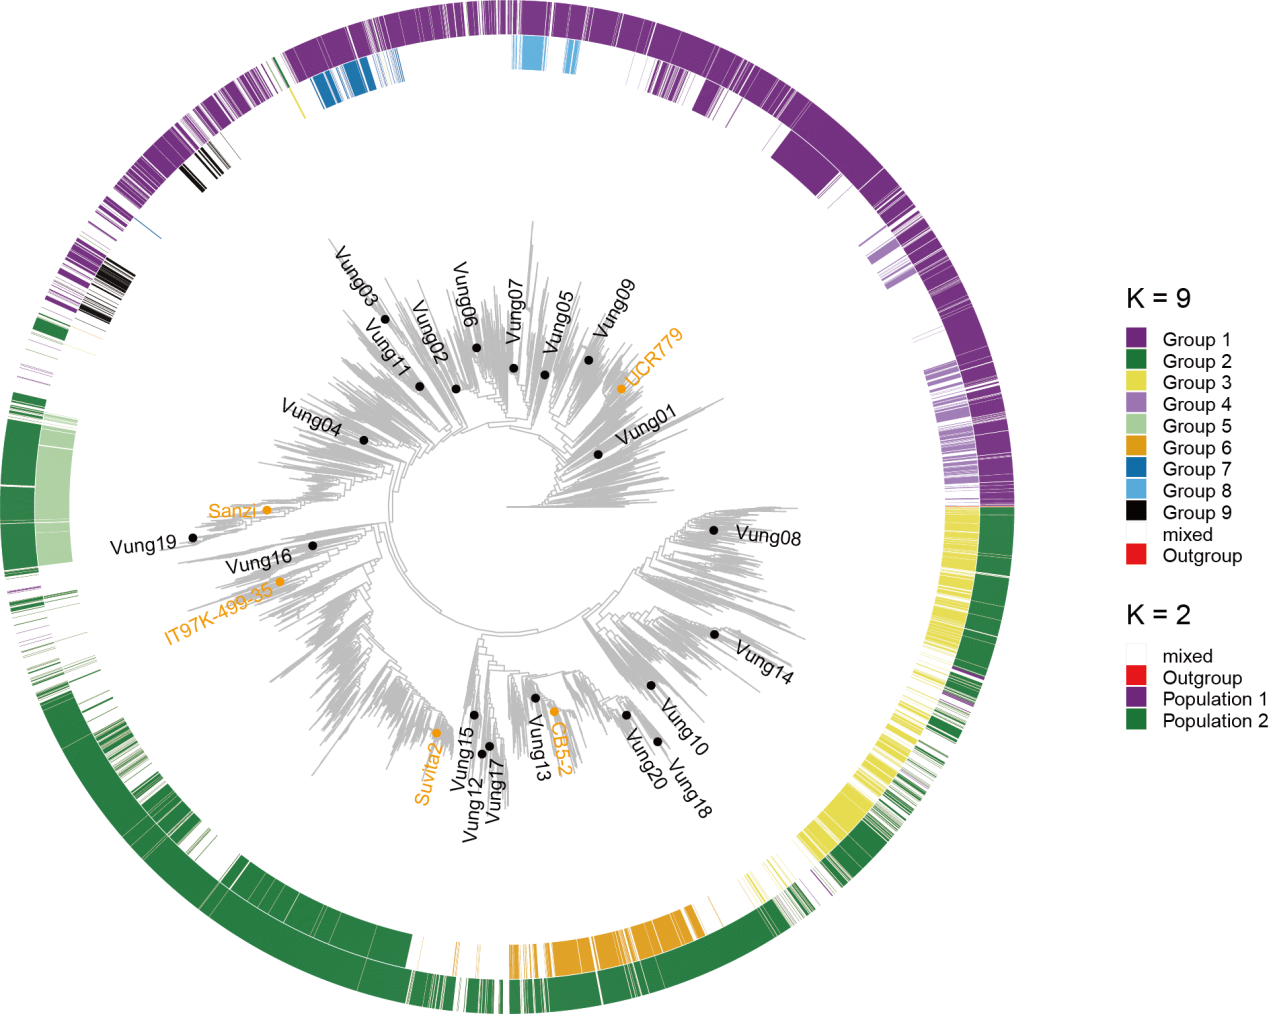 Vung03
Vung06
Vung07
Vung05
Vung09
Vung02
Vung11
UCR779
Vung04
Vung01
Sanzi
Vung19
Vung16
IT97K-499-35
Vung08
Vung14
Vung10
Vung20
Vung18
CB5-2
Vung13
Vung15
Vung17
Vung12
Suvita2
K = 9
Group 1
Group 2
Group 3
Group 4
Group 5
Group 6
Group 7
Group 8
Group 9
mixed
Outgroup
K = 2
mixed
Outgroup
Population 1
Population 2